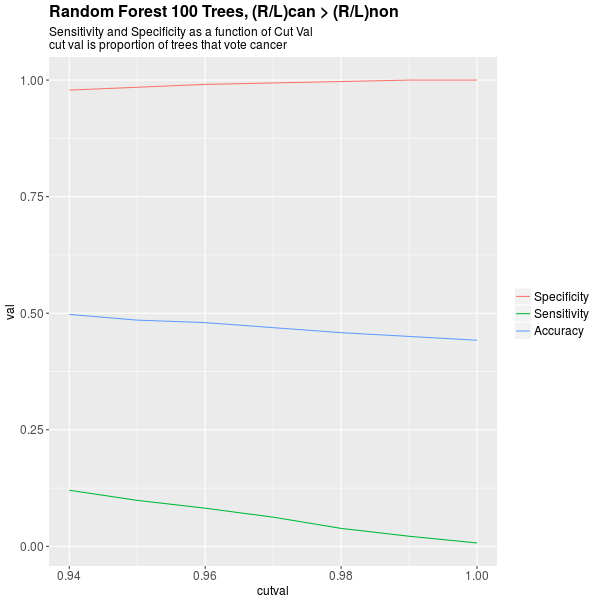 Random Forest 100 Trees, (R/L)can > (R/L)non
Sensitivity and Specificity as a function of Cut Val
cut val is proportion of trees that vote cancer
1.00
0.75
0.50
0.25
0.00
val
0.94
0.96
0.98
1.00
cutval
Specificity
Sensitivity
Accuracy